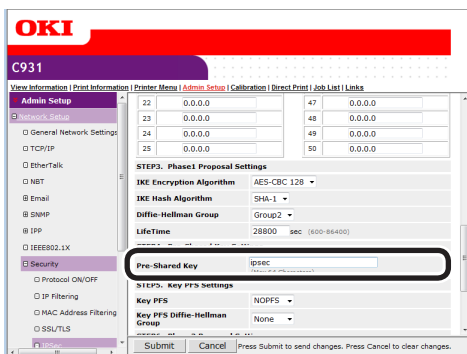 OKI
C931
View Information | Print Information | Printer Menu | Admin Setup | Calibration | Direct Print | Job List | Links
Admin Setup
Network Setup
General Network Settings
TCP/IP
EtherTalk
NBT
Email
SNMP
IPP
IEEE802.1X
Security
Protocol ON/OFF
IP Filtering
MAC Address Filtering
SSL/TLS
IPSec
22 0.0.0.0 47 0.0.0.0
23 0.0.0.0 48 0.0.0.0
24 0.0.0.0 49 0.0.0.0
25 0.0.0.0 50 0.0.0.0
STEP3. Phase1 Proposal Settings
IKE Encryption Algorithm AES-CBC 128
IKE Hash Algorithm SHA-1
Diffie-Hellman Group Group2
LifeTime 28800 sec (600-86400)
Pre-Shared Key ipsec
STEP5. Key PFS Settings
Key PFS NOPFS
Key PFS Diffie-Hellman Group None
Submit Cancel Press Submit to send changes. Press Cancel to clear changes.